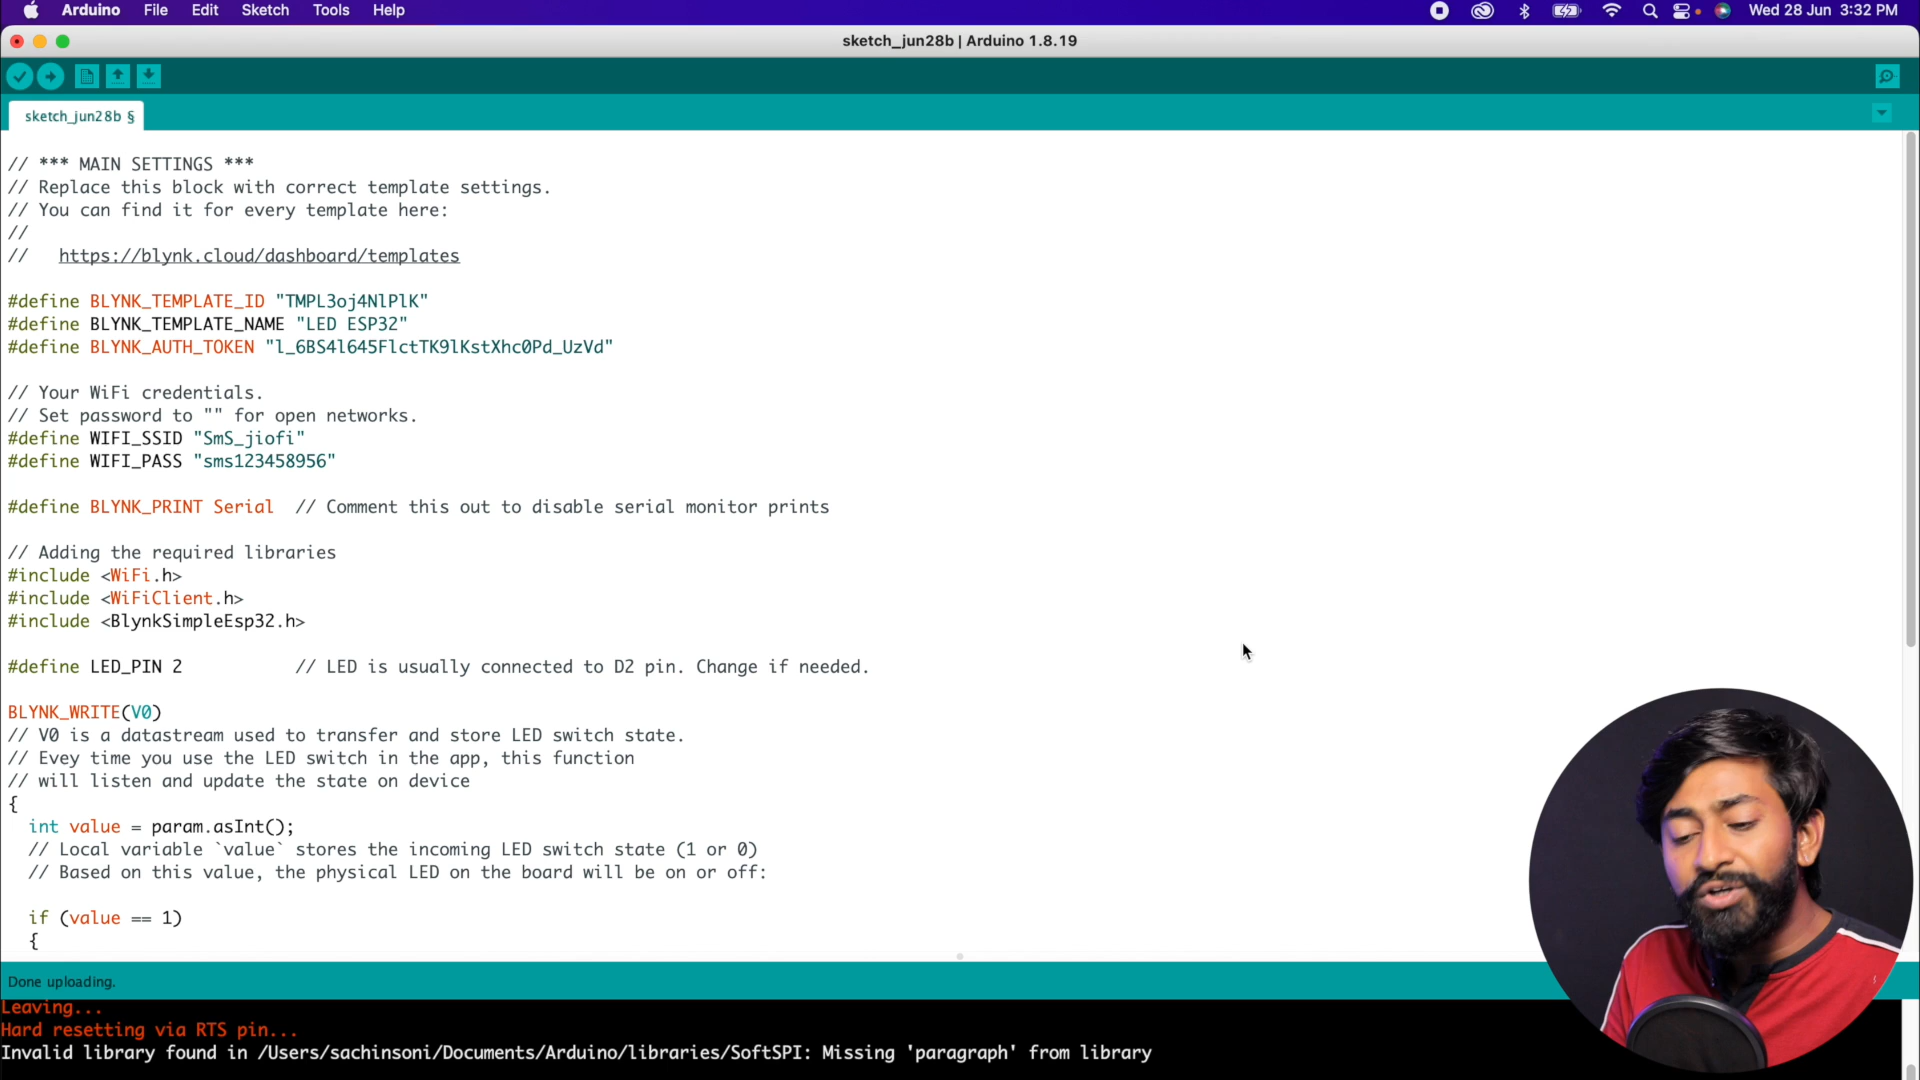 Arduino File Edit Sketch Tools Help Wed 28 Jun 3:32 PM
sketch_jun28b | Arduino 1.8.19
sketch_jun28b §
// *** MAIN SETTINGS ***
// Replace this block with correct template settings.
// You can find it for every template here:
//
// https://blynk.cloud/dashboard/templates
#define BLYNK_TEMPLATE_ID "TMPL3oj4NlPlK"
#define BLYNK_TEMPLATE_NAME "LED ESP32"
#define BLYNK_AUTH_TOKEN "l_6BS4l645FlctTK9lKstXhc0Pd_UzVd"
// Your WiFi credentials.
// Set password to "" for open networks.
#define WIFI_SSID "SmS_jiofi"
#define WIFI_PASS "sms123458956"
#define BLYNK_PRINT Serial // Comment this out to disable serial monitor prints
// Adding the required libraries
#include <WiFi.h>
#include <WiFiClient.h>
#include <BlynkSimpleEsp32.h>
#define LED_PIN 2 // LED is usually connected to D2 pin. Change if needed.
BLYNK_WRITE(V0)
// V0 is a datastream used to transfer and store LED switch state.
// Evey time you use the LED switch in the app, this function
// will listen and update the state on device
{
int value = param.asInt();
// Local variable `value` stores the incoming LED switch state (1 or 0)
// Based on this value, the physical LED on the board will be on or off:
if (value == 1)
{
Done uploading.
Leaving...
Hard resetting via RTS pin...
Invalid library found in /Users/sachinsoni/Documents/Arduino/libraries/SoftSPI: Missing 'paragraph' from library